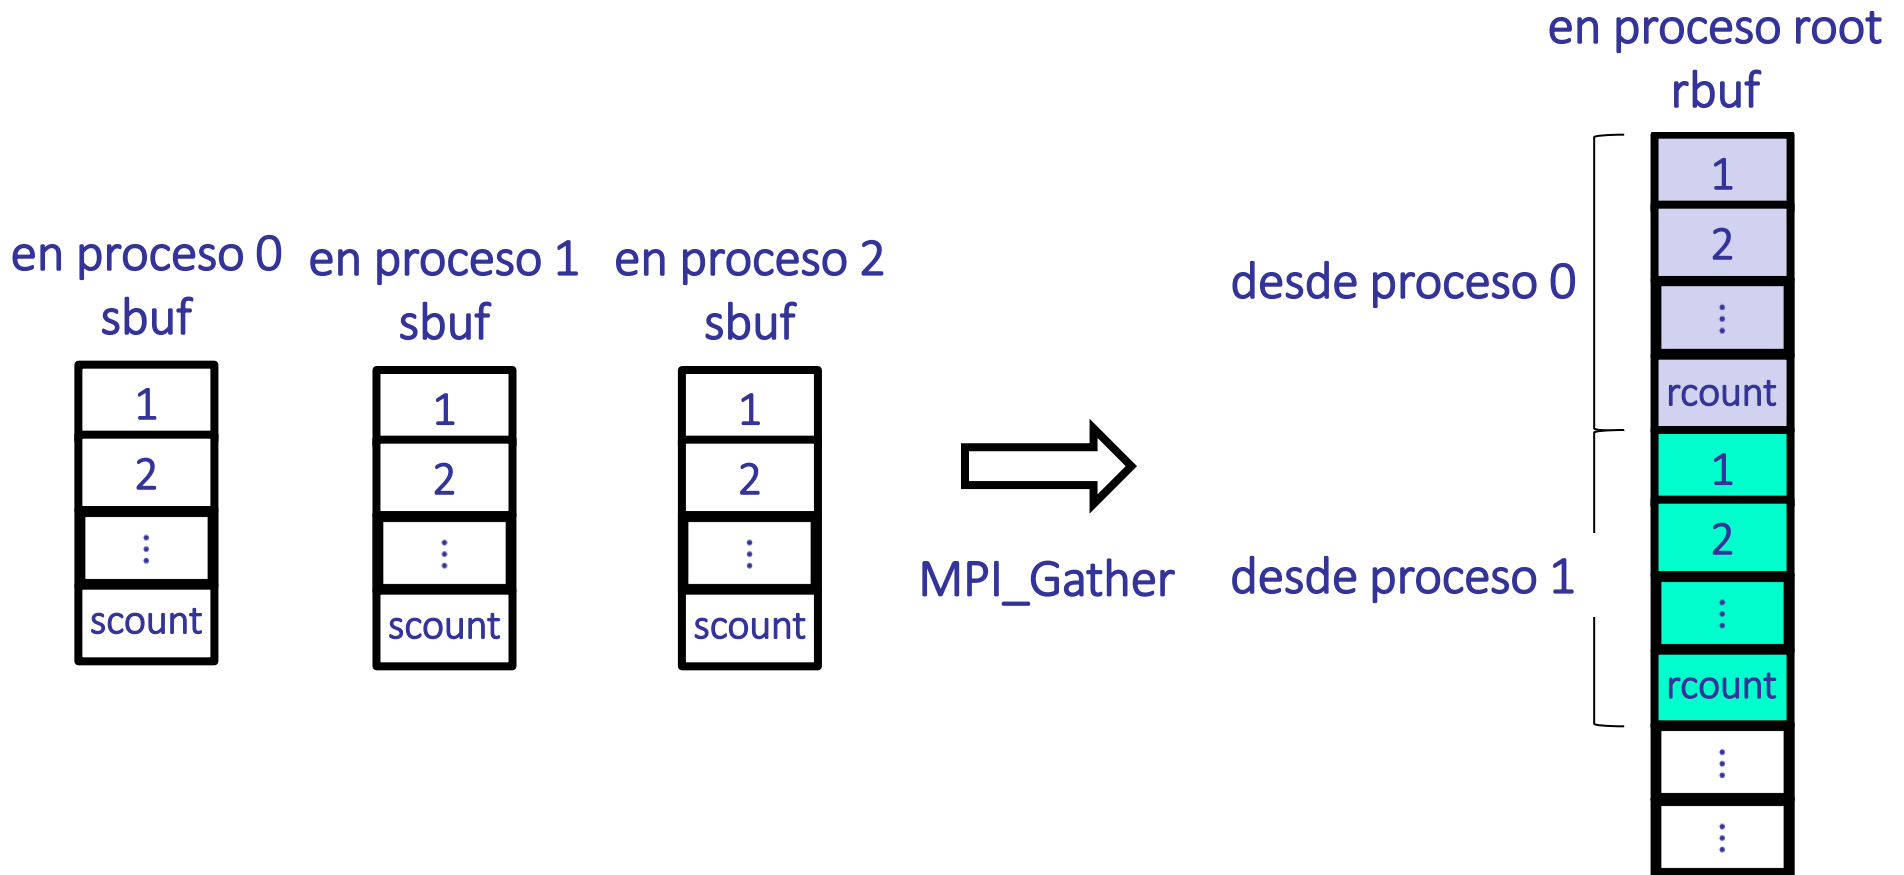 en proceso root
rbuf
en proceso 0
sbuf
1
2
⋮
scount
en proceso 1
sbuf
1
2
⋮
scount
en proceso 2
sbuf
1
2
⋮
scount
MPI_Gather
desde proceso 0
desde proceso 1
1
2
⋮
rcount
1
2
⋮
rcount
⋮
⋮